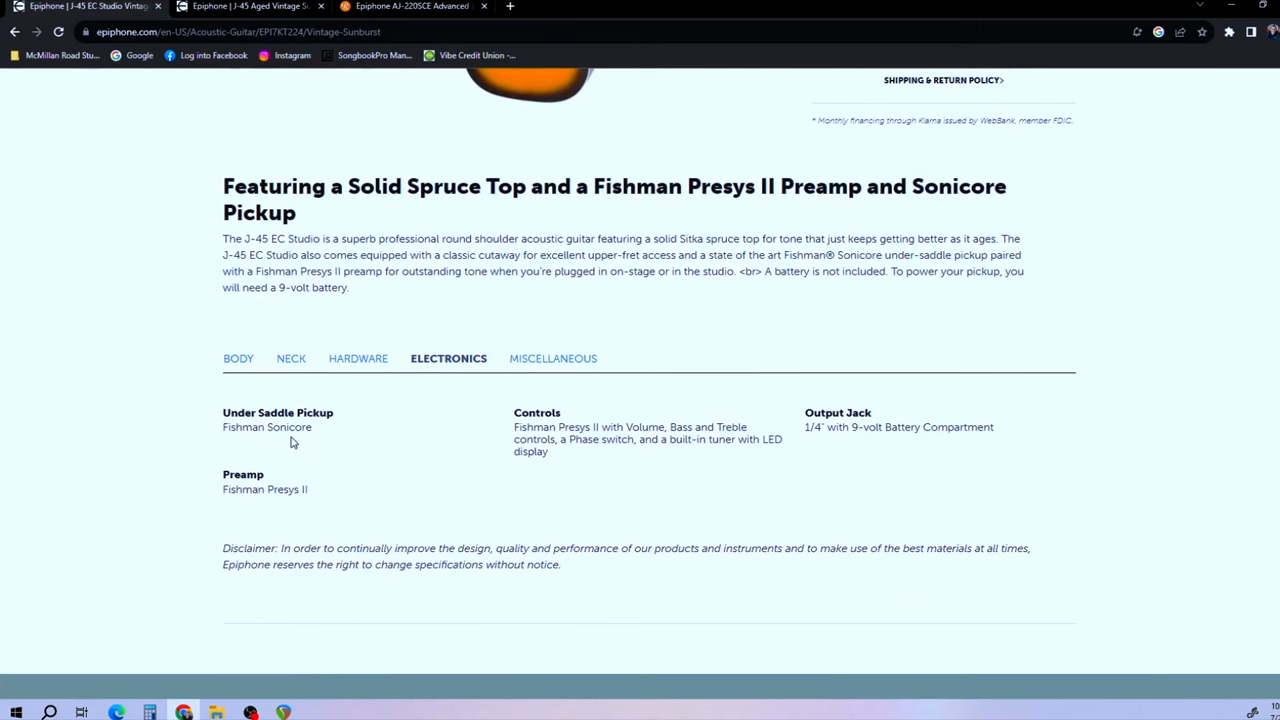 Epiphone | J-45 EC Studio Vintage
Epiphone | J-45 Aged Vintage Su
Epiphone AJ-220SCE Advanced
epiphone.com/en-US/Acoustic-Guitar/EPI7KT224/Vintage-Sunburst
McMillan Road Stu... Google Log into Facebook Instagram SongbookPro Man... Vibe Credit Union -...
SHIPPING & RETURN POLICY>
* Monthly financing through Klarna issued by WebBank, member FDIC.
Featuring a Solid Spruce Top and a Fishman Presys II Preamp and Sonicore
Pickup
The J-45 EC Studio is a superb professional round shoulder acoustic guitar featuring a solid Sitka spruce top for tone that just keeps getting better as it ages. The
J-45 EC Studio also comes equipped with a classic cutaway for excellent upper-fret access and a state of the art Fishman® Sonicore under-saddle pickup paired
with a Fishman Presys II preamp for outstanding tone when you're plugged in on-stage or in the studio. <br> A battery is not included. To power your pickup, you
will need a 9-volt battery.
BODY NECK HARDWARE ELECTRONICS MISCELLANEOUS
Under Saddle Pickup
Fishman Sonicore
Controls
Fishman Presys II with Volume, Bass and Treble
controls, a Phase switch, and a built-in tuner with LED
display
Output Jack
1/4" with 9-volt Battery Compartment
Preamp
Fishman Presys II
Disclaimer: In order to continually improve the design, quality and performance of our products and instruments and to make use of the best materials at all times,
Epiphone reserves the right to change specifications without notice.